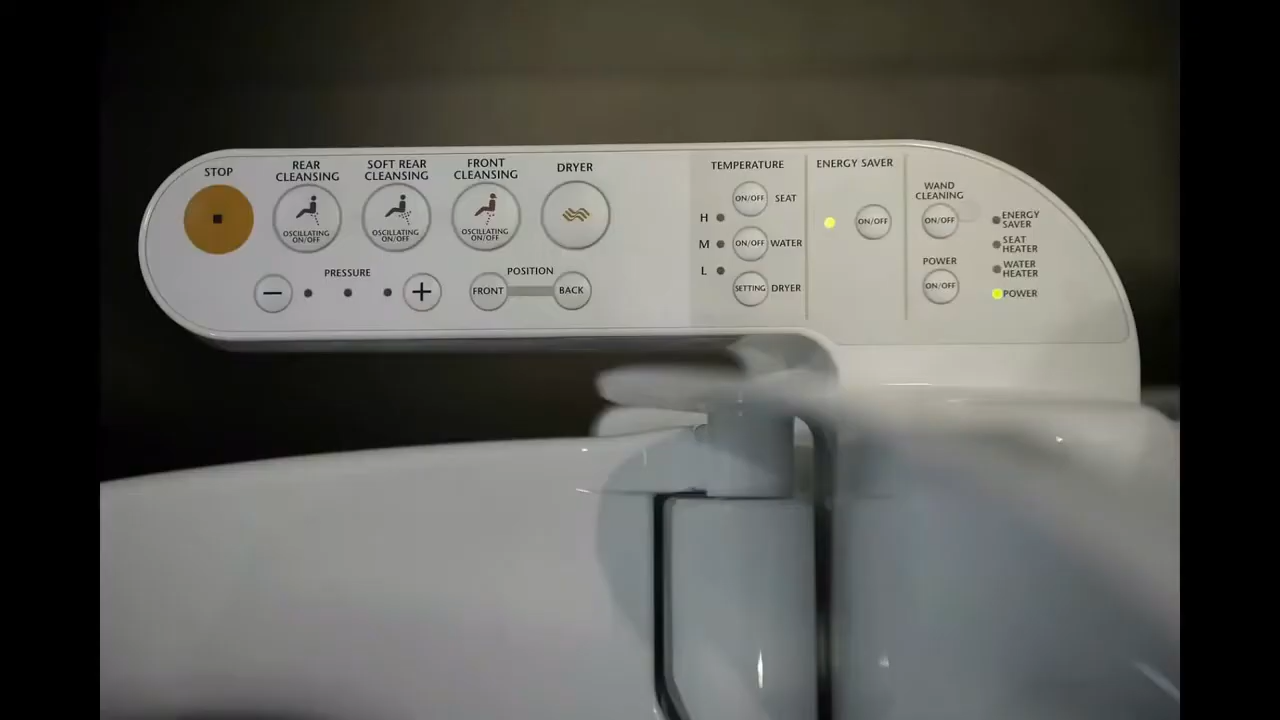 STOP
REAR
CLEANSING
OSCILLATING
ON/OFF
SOFT REAR
CLEANSING
OSCILLATING
ON/OFF
FRONT
CLEANSING
OSCILLATING
ON/OFF
DRYER
PRESSURE
− +
POSITION
FRONT BACK
TEMPERATURE
ON/OFF SEAT
H
M ON/OFF WATER
L
SETTING DRYER
ENERGY SAVER
ON/OFF
WAND
CLEANING
ON/OFF
POWER
ON/OFF
ENERGY
SAVER
SEAT
HEATER
WATER
HEATER
POWER